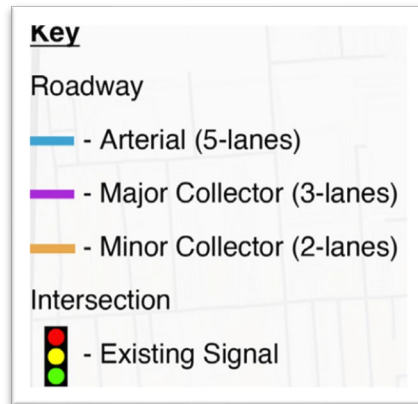 Key
Roadway
- Arterial (5-lanes)
- Major Collector (3-lanes)
- Minor Collector (2-lanes)
Intersection
- Existing Signal